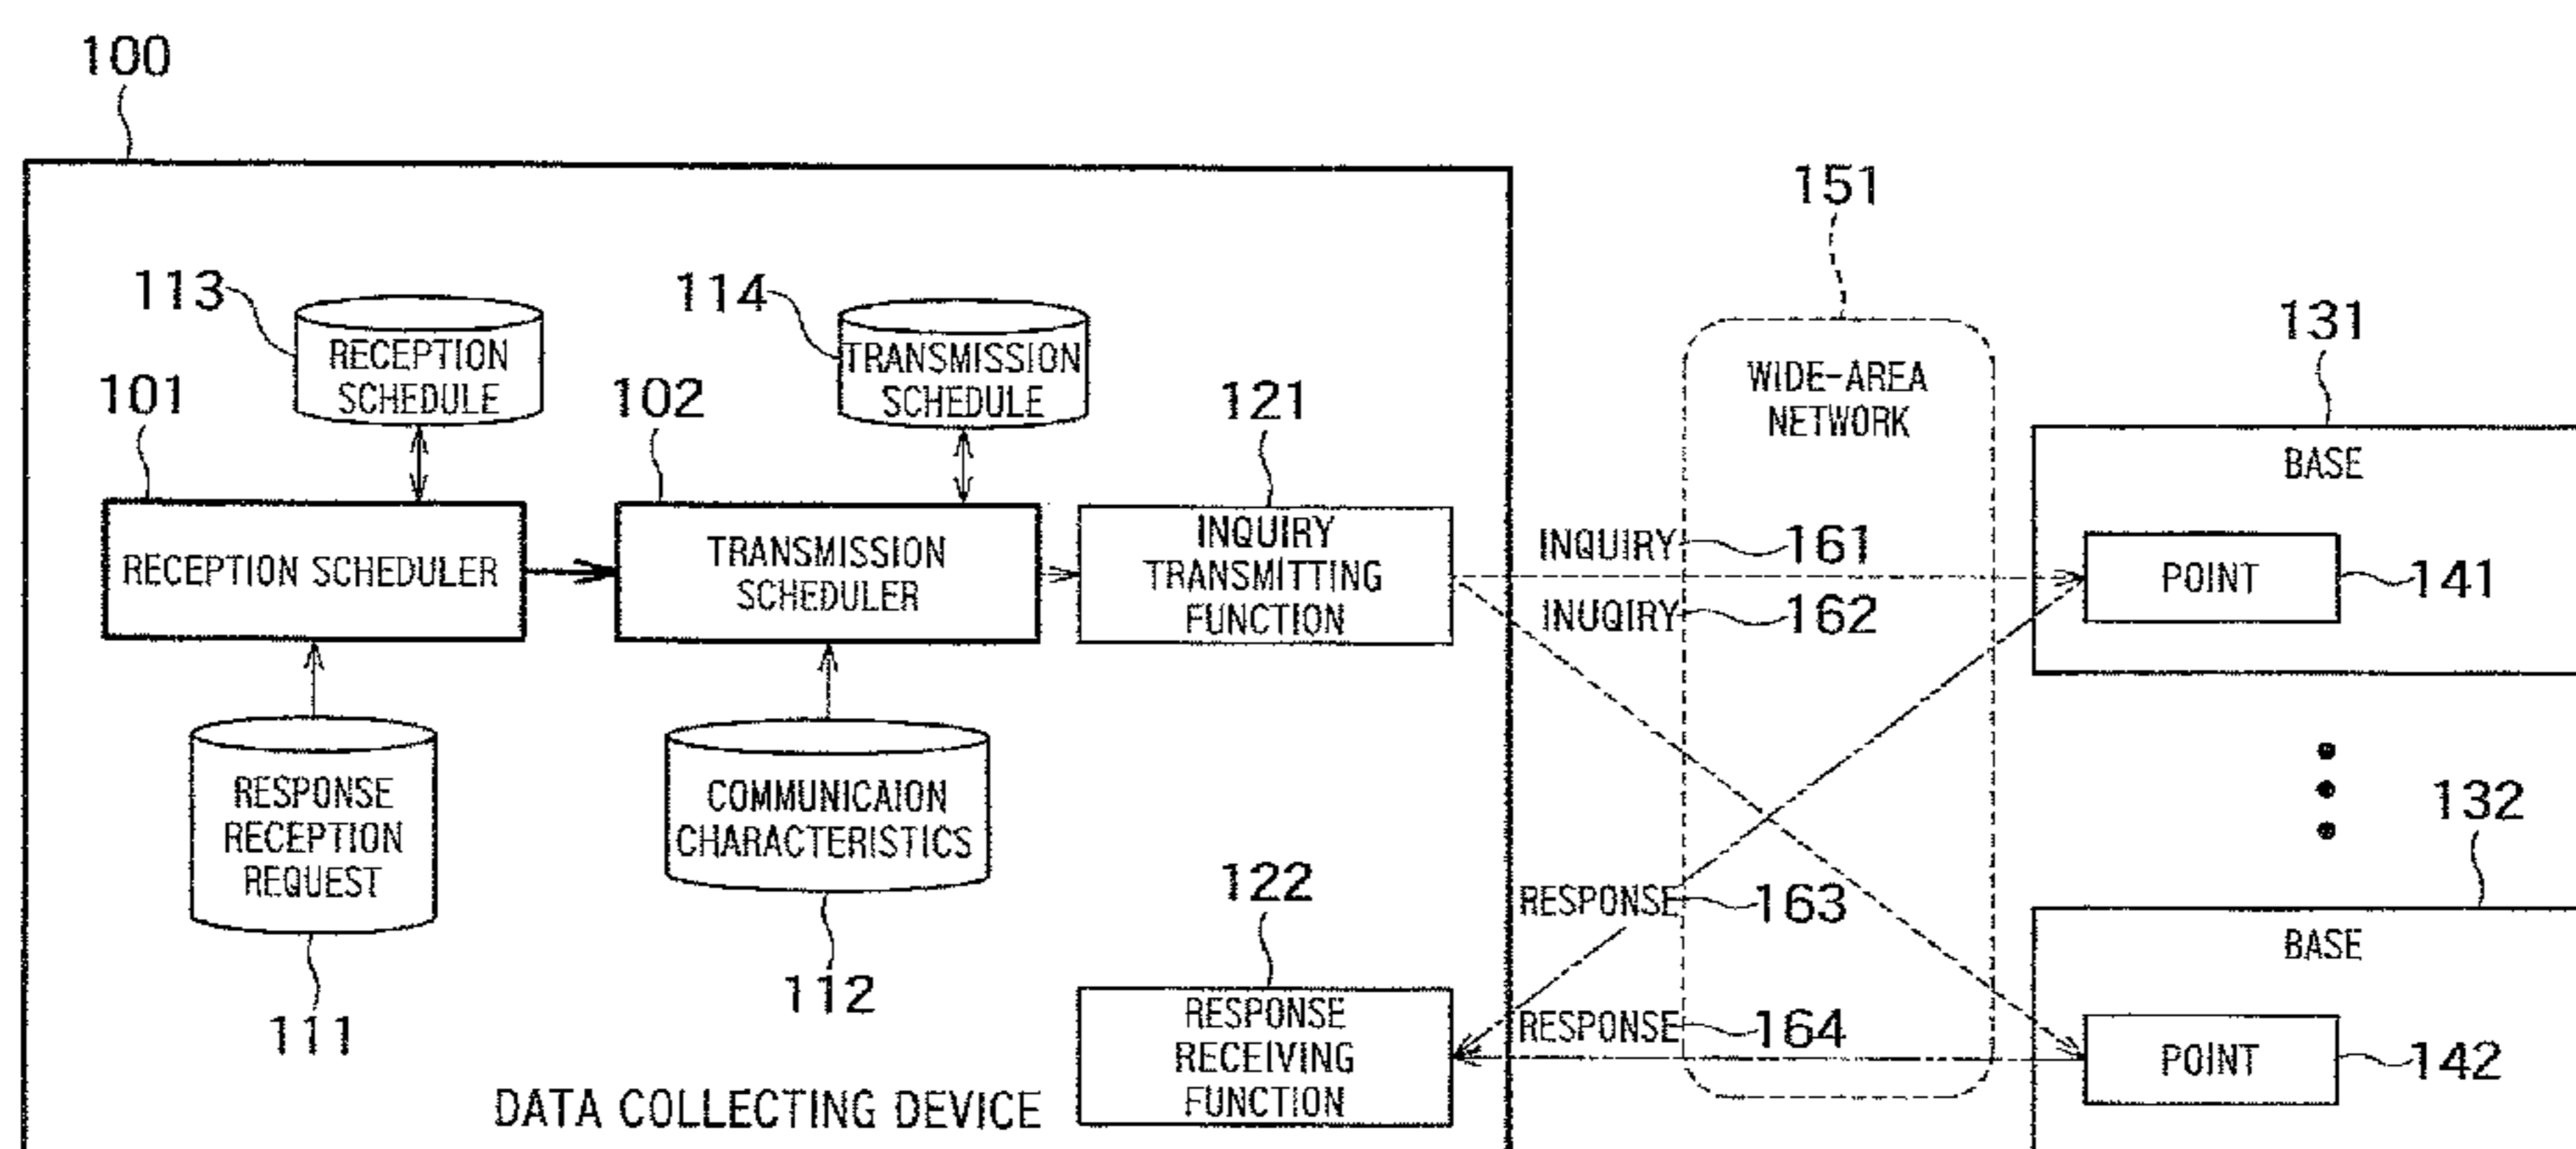 100
151
113
RECEPTION
SCHEDULE
114
TRANSMISSION
SCHEDULE
131
101
102
121
WIDE-AREA
NETWORK
BASE
RECEPTION SCHEDULER
TRANSMISSION
SCHEDULER
INQUIRY
TRANSMITTING
FUNCTION
INQUIRY
161
INUQIRY
162
POINT
141
RESPONSE
RECEPTION
REQUEST
111
COMMUNICAION
CHARACTERISTICS
112
132
122
RESPONSE
163
BASE
RESPONSE
RECEIVING
FUNCTION
RESPONSE
164
POINT
142
DATA COLLECTING DEVICE